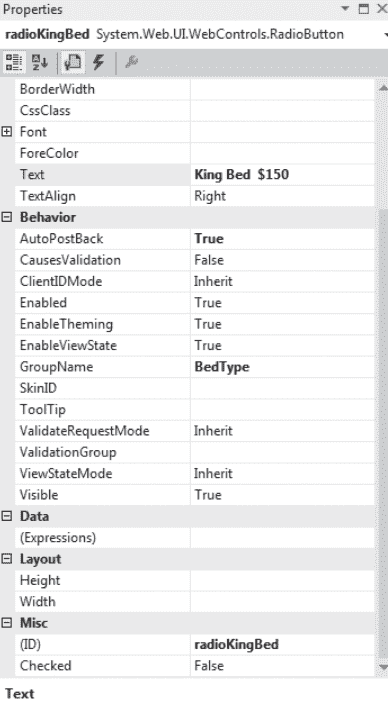 Properties
radioKingBed System.Web.UI.WebControls.RadioButton
BorderWidth
CssClass
Font
ForeColor
Text King Bed $150
TextAlign Right
Behavior
AutoPostBack True
CausesValidation False
ClientIDMode Inherit
Enabled True
EnableTheming True
EnableViewState True
GroupName BedType
SkinID
ToolTip
ValidateRequestMode Inherit
ValidationGroup
ViewStateMode Inherit
Visible True
Data
(Expressions)
Layout
Height
Width
Misc
(ID) radioKingBed
Checked False
Text